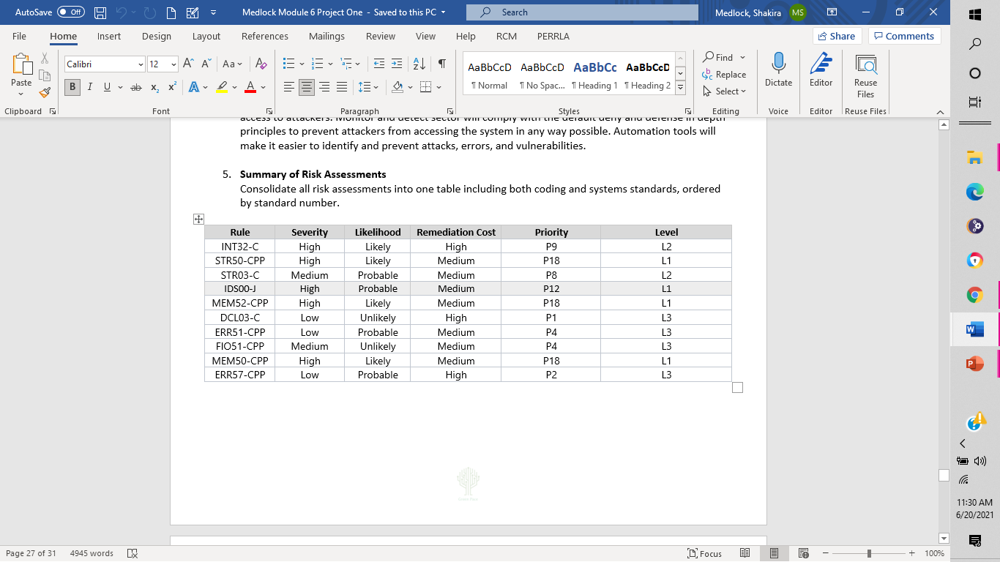 AutoSave Off Medlock Module 6 Project One - Saved to this PC Search Medlock, Shakira MS
File Home Insert Design Layout References Mailings Review View Help RCM PERRLA Share Comments
Calibri 12 A A Aa A Find
AaBbCcD AaBbCcD AaBbCc AaBbCcD
Paste Replace Dictate Editor Reuse Files
B I U ab x₂ x² A A ¶ Normal ¶ No Spac... ¶ Heading 1 ¶ Heading 2 Select
Clipboard Font Paragraph Styles Editing Voice Editor Reuse Files
access to attackers. Monitor and detect sector will comply with the default deny and defense in depth
principles to prevent attackers from accessing the system in any way possible. Automation tools will
make it easier to identify and prevent attacks, errors, and vulnerabilities.
5. Summary of Risk Assessments
Consolidate all risk assessments into one table including both coding and systems standards, ordered
by standard number.
Rule Severity Likelihood Remediation Cost Priority Level
INT32-C High Likely High P9 L2
STR50-CPP High Likely Medium P18 L1
STR03-C Medium Probable Medium P8 L2
IDS00-J High Probable Medium P12 L1
MEM52-CPP High Likely Medium P18 L1
DCL03-C Low Unlikely High P1 L3
ERR51-CPP Low Probable Medium P4 L3
FIO51-CPP Medium Unlikely Medium P4 L3
MEM50-CPP High Likely Medium P18 L1
ERR57-CPP Low Probable High P2 L3
11:30 AM
6/20/2021
Page 27 of 31 4945 words Focus 100%